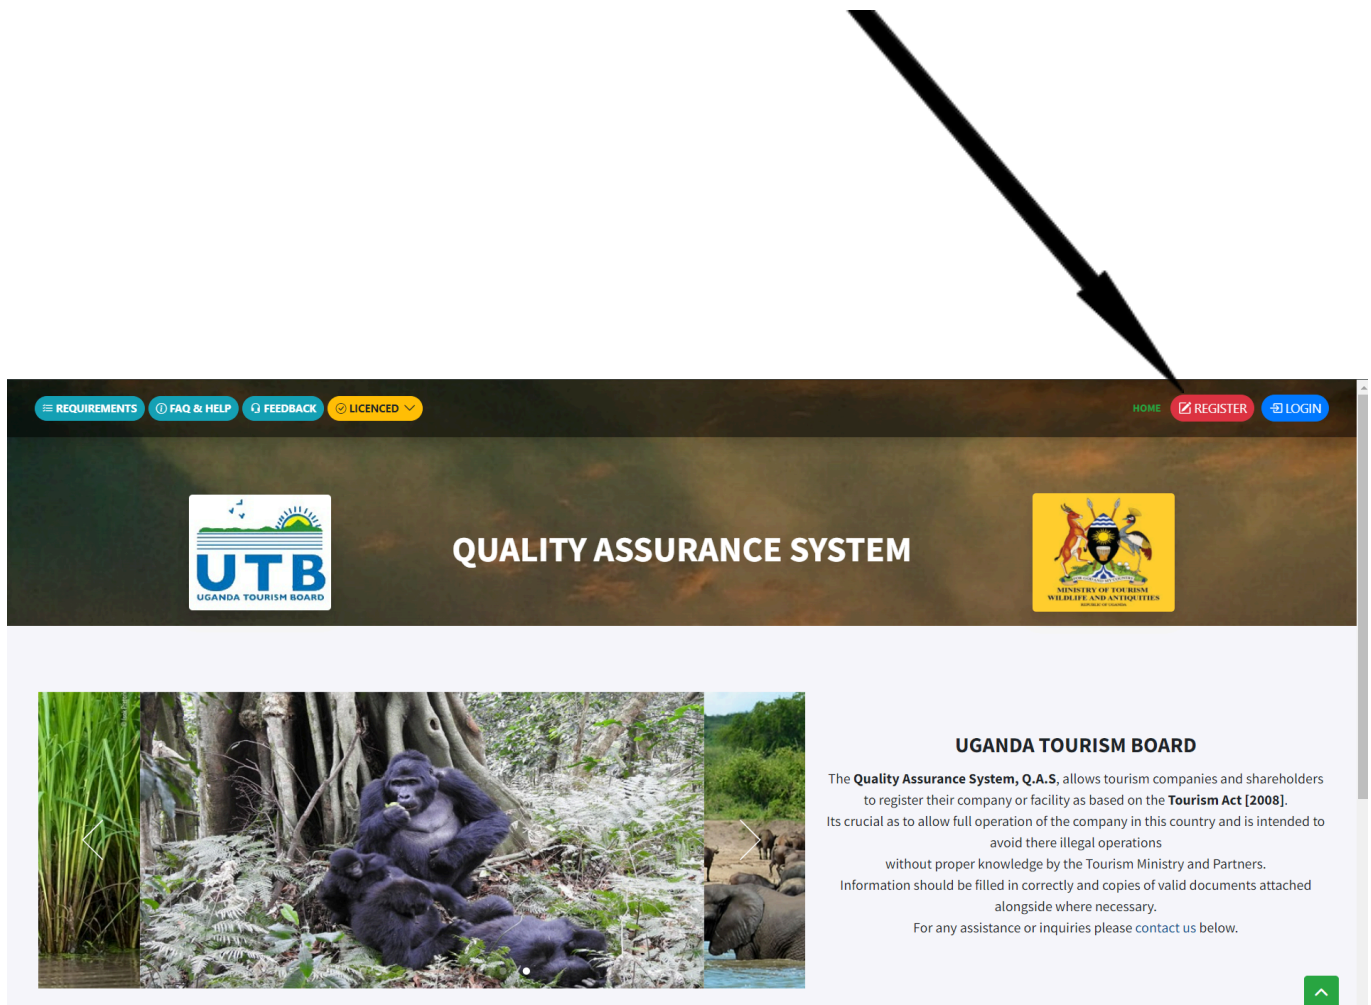 REQUIREMENTS
FAQ & HELP
FEEDBACK
LICENCED
HOME
REGISTER
LOGIN
UTB
UGANDA TOURISM BOARD
QUALITY ASSURANCE SYSTEM
MINISTRY OF TOURISM
WILDLIFE AND ANTIQUITIES
REPUBLIC OF UGANDA
UGANDA TOURISM BOARD
The Quality Assurance System, Q.A.S, allows tourism companies and shareholders
to register their company or facility as based on the Tourism Act [2008].
Its crucial as to allow full operation of the company in this country and is intended to
avoid there illegal operations
without proper knowledge by the Tourism Ministry and Partners.
Information should be filled in correctly and copies of valid documents attached
alongside where necessary.
For any assistance or inquiries please contact us below.